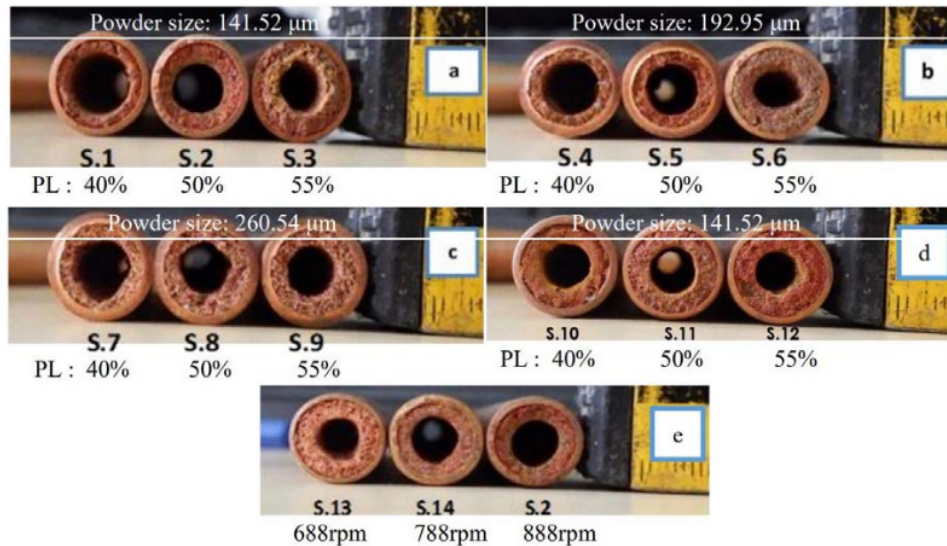 Powder size: 141.52 μm
a
S.1 S.2 S.3
PL : 40% 50% 55%
Powder size: 192.95 μm
b
S.4 S.5 S.6
PL : 40% 50% 55%
Powder size: 260.54 μm
c
S.7 S.8 S.9
PL : 40% 50% 55%
Powder size: 141.52 μm
d
S.10 S.11 S.12
PL : 40% 50% 55%
e
S.13 S.14 S.2
688rpm 788rpm 888rpm